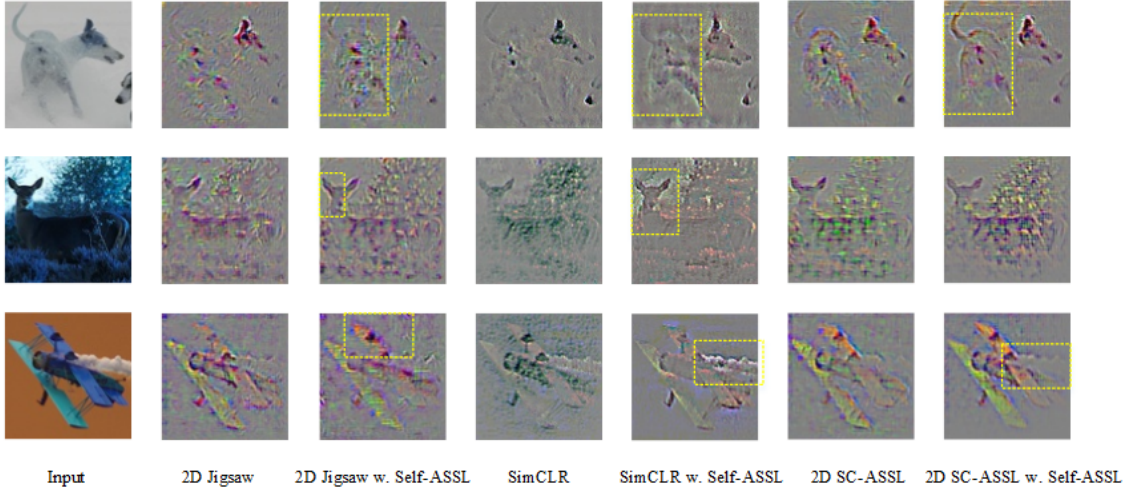 Input
2D Jigsaw
2D Jigsaw w. Self-ASSL
SimCLR
SimCLR w. Self-ASSL
2D SC-ASSL
2D SC-ASSL w. Self-ASSL